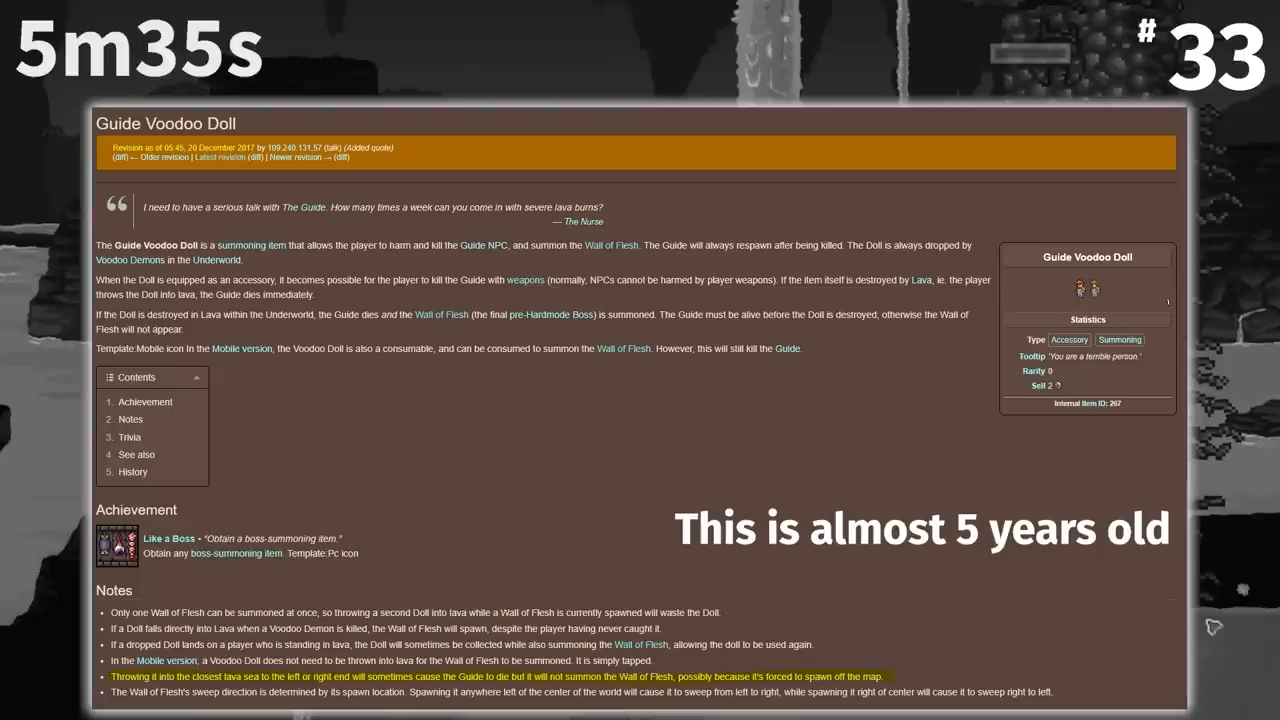 5m35s
# 33
Guide Voodoo Doll
Revision as of 05:45, 20 December 2017 by 109.240.131.57 (talk) (Added quote)
(diff) ← Older revision | Latest revision (diff) | Newer revision → (diff)
I need to have a serious talk with The Guide. How many times a week can you come in with severe lava burns?
— The Nurse
The Guide Voodoo Doll is a summoning item that allows the player to harm and kill the Guide NPC, and summon the Wall of Flesh. The Guide will always respawn after being killed. The Doll is always dropped by
Voodoo Demons in the Underworld.
When the Doll is equipped as an accessory, it becomes possible for the player to kill the Guide with weapons (normally, NPCs cannot be harmed by player weapons). If the item itself is destroyed by Lava, ie. the player
throws the Doll into lava, the Guide dies immediately.
If the Doll is destroyed in Lava within the Underworld, the Guide dies and the Wall of Flesh (the final pre-Hardmode Boss) is summoned. The Guide must be alive before the Doll is destroyed, otherwise the Wall of
Flesh will not appear.
Template:Mobile icon In the Mobile version, the Voodoo Doll is also a consumable, and can be consumed to summon the Wall of Flesh. However, this will still kill the Guide.
Guide Voodoo Doll
1
Statistics
Type Accessory Summoning
Tooltip 'You are a terrible person.'
Rarity 0
Sell 2
Internal Item ID: 267
Contents
1. Achievement
2. Notes
3. Trivia
4. See also
5. History
Achievement
Like a Boss • "Obtain a boss-summoning item."
Obtain any boss-summoning item. Template:Pc icon
This is almost 5 years old
Notes
• Only one Wall of Flesh can be summoned at once, so throwing a second Doll into lava while a Wall of Flesh is currently spawned will waste the Doll.
• If a Doll falls directly into Lava when a Voodoo Demon is killed, the Wall of Flesh will spawn, despite the player having never caught it.
• If a dropped Doll lands on a player who is standing in lava, the Doll will sometimes be collected while also summoning the Wall of Flesh, allowing the doll to be used again.
• In the Mobile version, a Voodoo Doll does not need to be thrown into lava for the Wall of Flesh to be summoned. It is simply tapped.
• Throwing it into the closest lava sea to the left or right end will sometimes cause the Guide to die but it will not summon the Wall of Flesh, possibly because it's forced to spawn off the map.
• The Wall of Flesh's sweep direction is determined by its spawn location. Spawning it anywhere left of the center of the world will cause it to sweep from left to right, while spawning it right of center will cause it to sweep right to left.